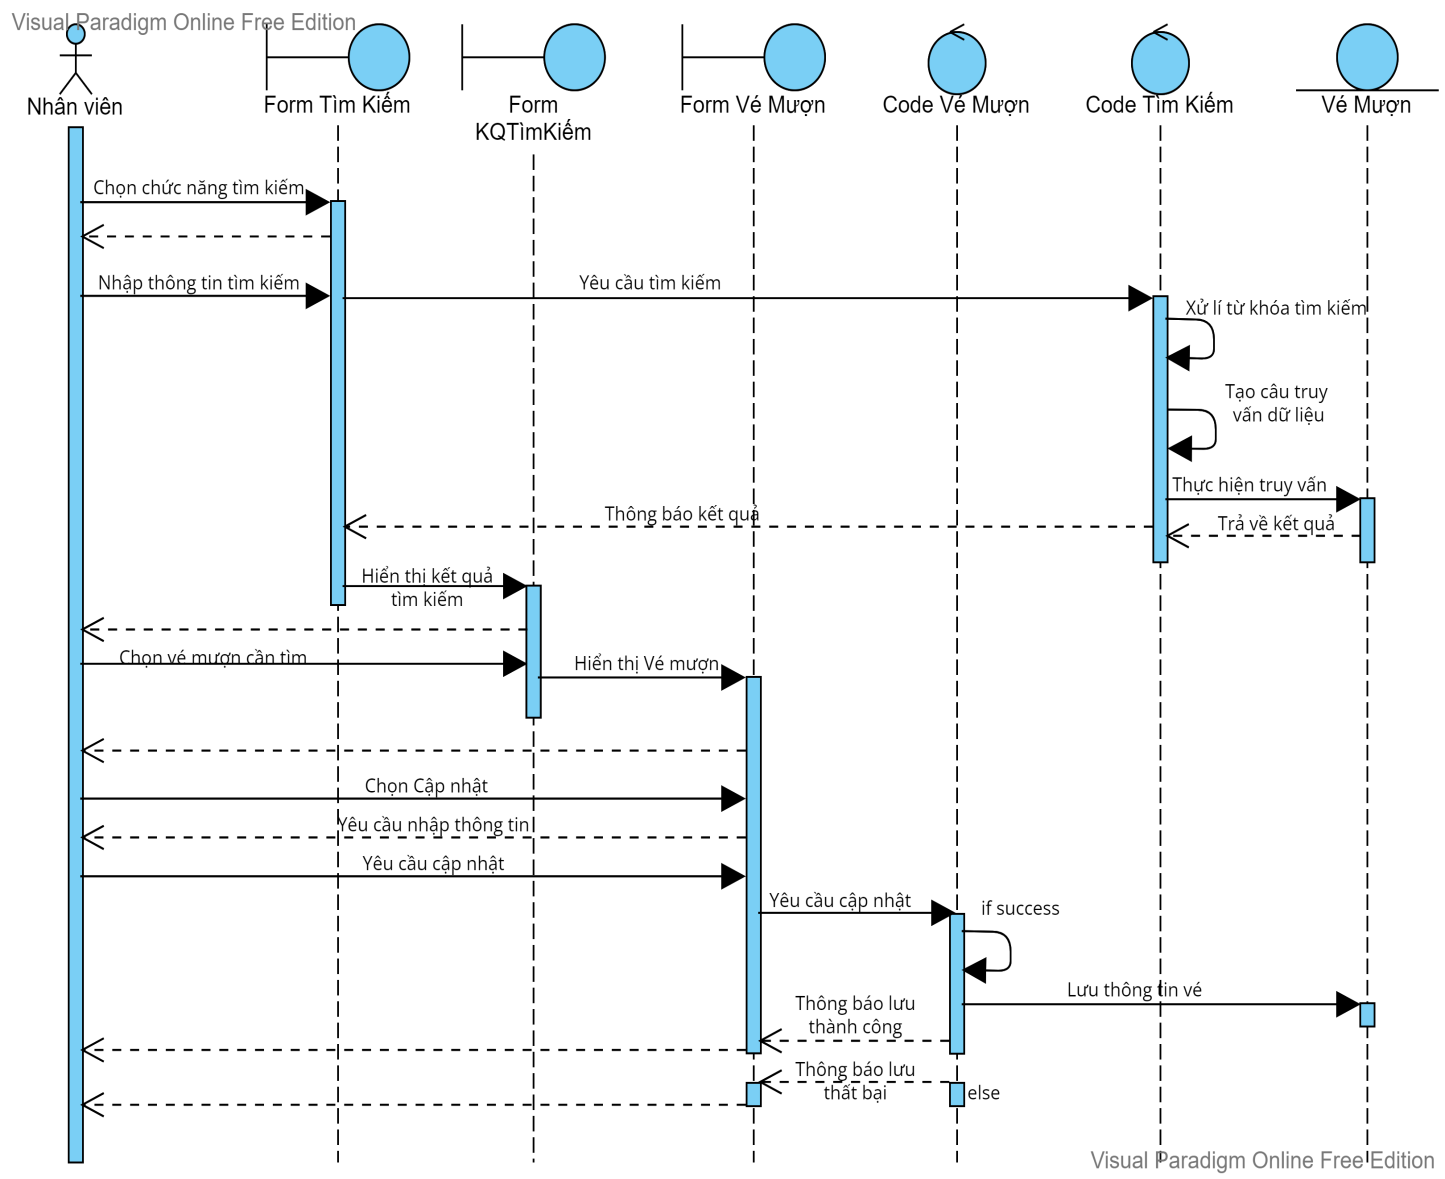 Visual Paradigm Online Free Edition
Nhân viên
Form Tìm Kiếm
Form
KQTìmKiếm
Form Vé Mượn
Code Vé Mượn
Code Tìm Kiếm
Vé Mượn
Chọn chức năng tìm kiếm
Nhập thông tin tìm kiếm
Yêu cầu tìm kiếm
Xử lí từ khóa tìm kiếm
Tạo câu truy
vấn dữ liệu
Thực hiện truy vấn
Thông báo kết quả
Trả về kết quả
Hiển thị kết quả
tìm kiếm
Chọn vé mượn cần tìm
Hiển thị Vé mượn
Chọn Cập nhật
Yêu cầu nhập thông tin
Yêu cầu cập nhật
Yêu cầu cập nhật
if success
Lưu thông tin vé
Thông báo lưu
thành công
Thông báo lưu
thất bại
else
Visual Paradigm Online Free Edition